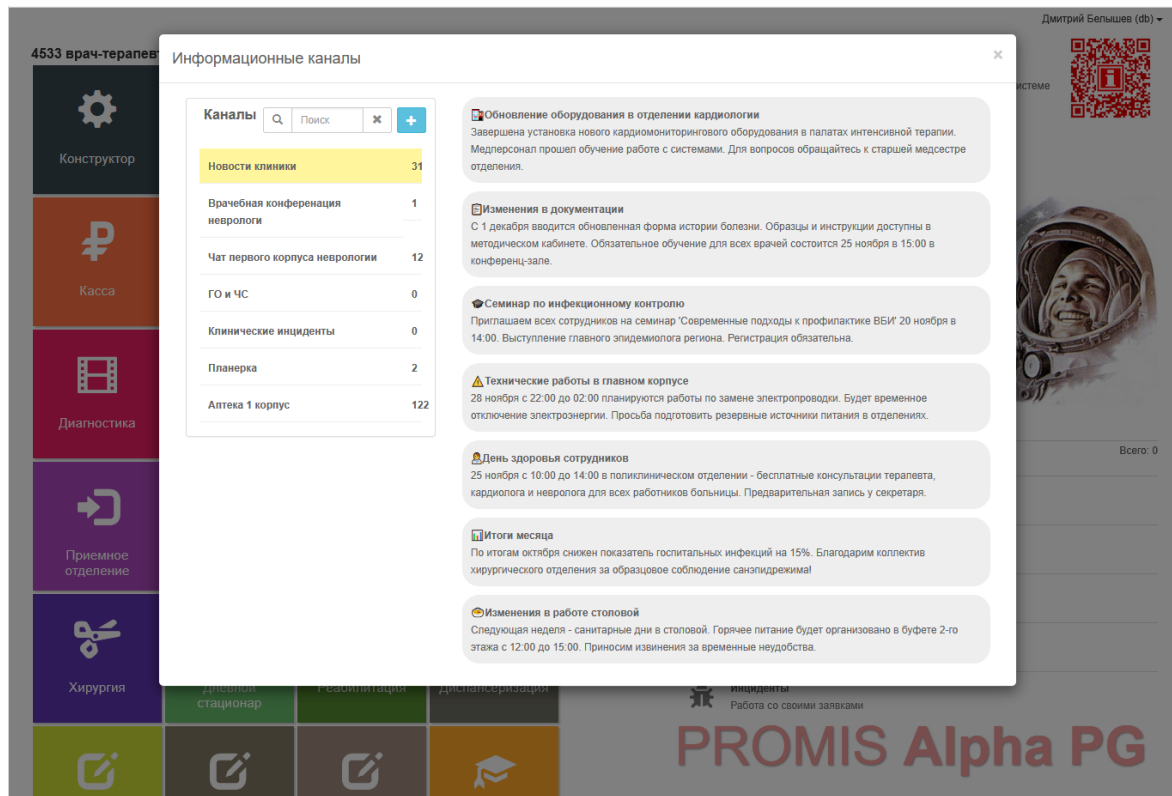 Дмитрий Белышев (db)
4533 врач-терапевт
Информационные каналы
×
системе
Каналы
Поиск
Новости клиники 31
Врачебная конференация 1
неврологи
Чат первого корпуса неврологии 12
ГО и ЧС 0
Клинические инциденты 0
Планерка 2
Аптека 1 корпус 122
Обновление оборудования в отделении кардиологии
Завершена установка нового кардиомониторингового оборудования в палатах интенсивной терапии.
Медперсонал прошел обучение работе с системами. Для вопросов обращайтесь к старшей медсестре
отделения.
Изменения в документации
С 1 декабря вводится обновленная форма истории болезни. Образцы и инструкции доступны в
методическом кабинете. Обязательное обучение для всех врачей состоится 25 ноября в 15:00 в
конференц-зале.
Семинар по инфекционному контролю
Приглашаем всех сотрудников на семинар 'Современные подходы к профилактике ВБИ' 20 ноября в
14:00. Выступление главного эпидемиолога региона. Регистрация обязательна.
Технические работы в главном корпусе
28 ноября с 22:00 до 02:00 планируются работы по замене электропроводки. Будет временное
отключение электроэнергии. Просьба подготовить резервные источники питания в отделениях.
День здоровья сотрудников
25 ноября с 10:00 до 14:00 в поликлиническом отделении - бесплатные консультации терапевта,
кардиолога и невролога для всех работников больницы. Предварительная запись у секретаря.
Итоги месяца
По итогам октября снижен показатель госпитальных инфекций на 15%. Благодарим коллектив
хирургического отделения за образцовое соблюдение санэпидрежима!
Изменения в работе столовой
Следующая неделя - санитарные дни в столовой. Горячее питание будет организовано в буфете 2-го
этажа с 12:00 до 15:00. Приносим извинения за временные неудобства.
Конструктор
Касса
Диагностика
Приемное
отделение
Хирургия
Дневной
стационар
Реабилитация
Диспансеризация
Всего: 0
Инциденты
Работа со своими заявками
PROMIS Alpha PG